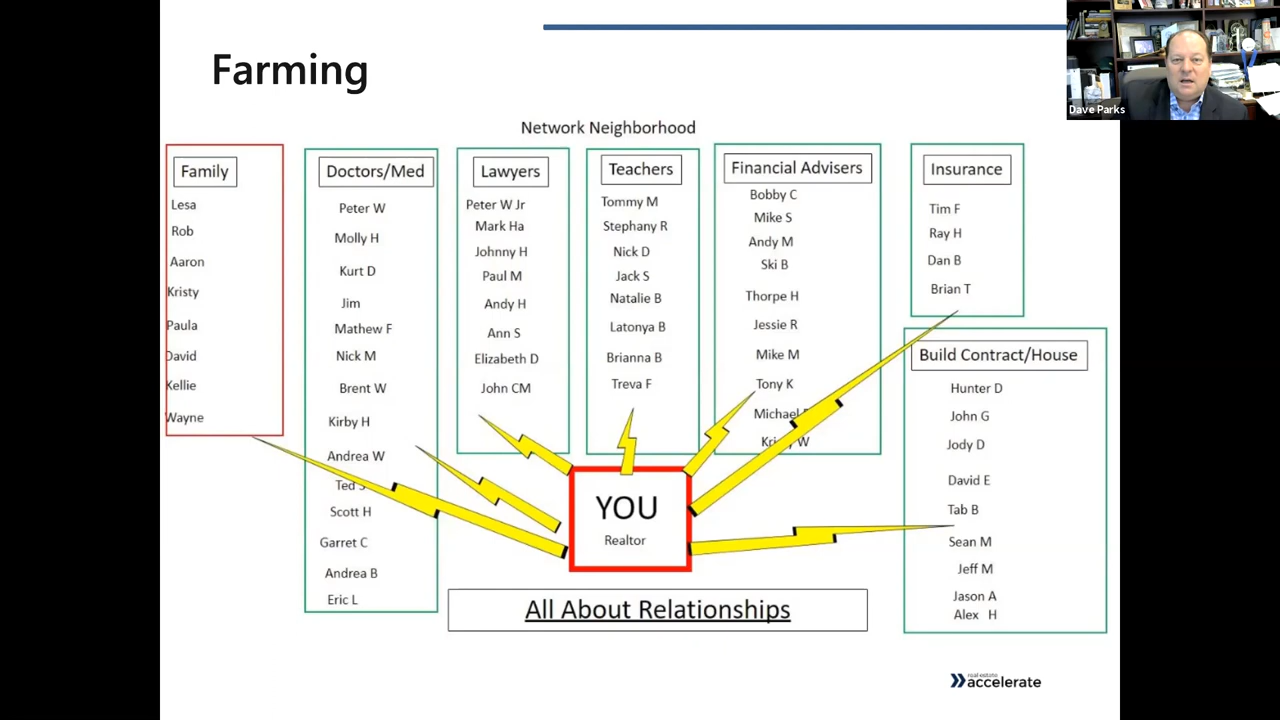 Farming
Dave Parks
Network Neighborhood
Family
Lesa
Rob
Aaron
Kristy
Paula
David
Kellie
Wayne
Doctors/Med
Peter W
Molly H
Kurt D
Jim
Mathew F
Nick M
Brent W
Kirby H
Andrea W
Ted
Scott H
Garret C
Andrea B
Eric L
Lawyers
Peter W Jr
Mark Ha
Johnny H
Paul M
Andy H
Ann S
Elizabeth D
John CM
Teachers
Tommy M
Stephany R
Nick D
Jack S
Natalie B
Latonya B
Brianna B
Treva F
Financial Advisers
Bobby C
Mike S
Andy M
Ski B
Thorpe H
Jessie R
Mike M
Tony K
Michael
W
Insurance
Tim F
Ray H
Dan B
Brian T
Build Contract/House
Hunter D
John G
Jody D
David E
Tab B
Sean M
Jeff M
Jason A
Alex H
YOU
Realtor
All About Relationships
real estate
accelerate